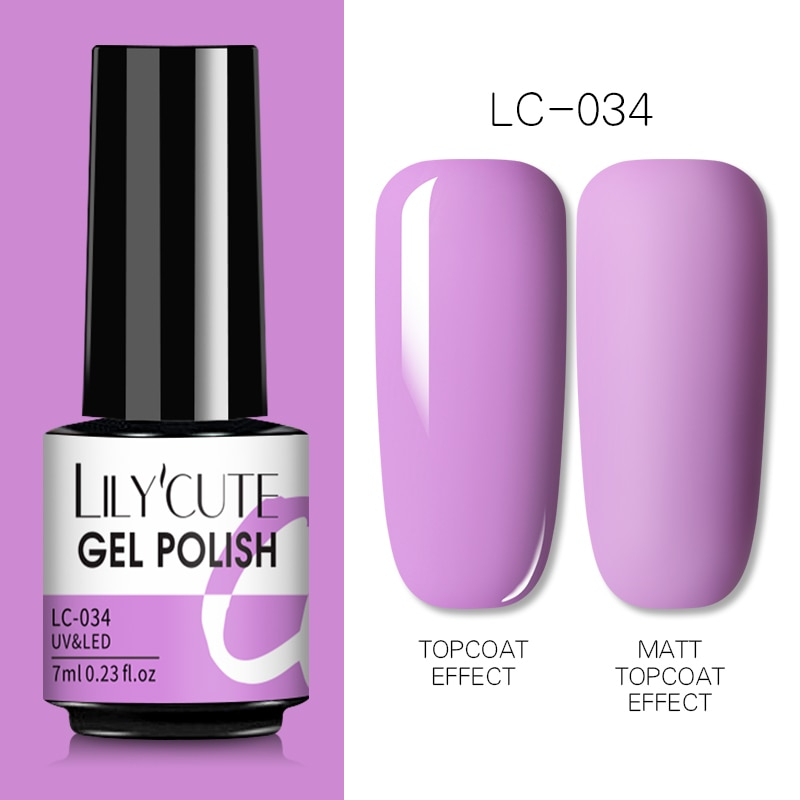 LILY'CUTE
GEL POLISH
LC-034
UV&LED
7ml 0.23 fl.oz
LC-034
TOPCOAT
EFFECT
MATT
TOPCOAT
EFFECT